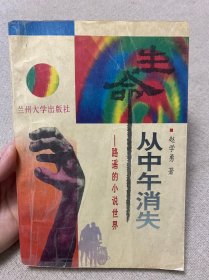 生命
从中午消失
——路遥的小说世界
赵学勇 著
兰州大学出版社